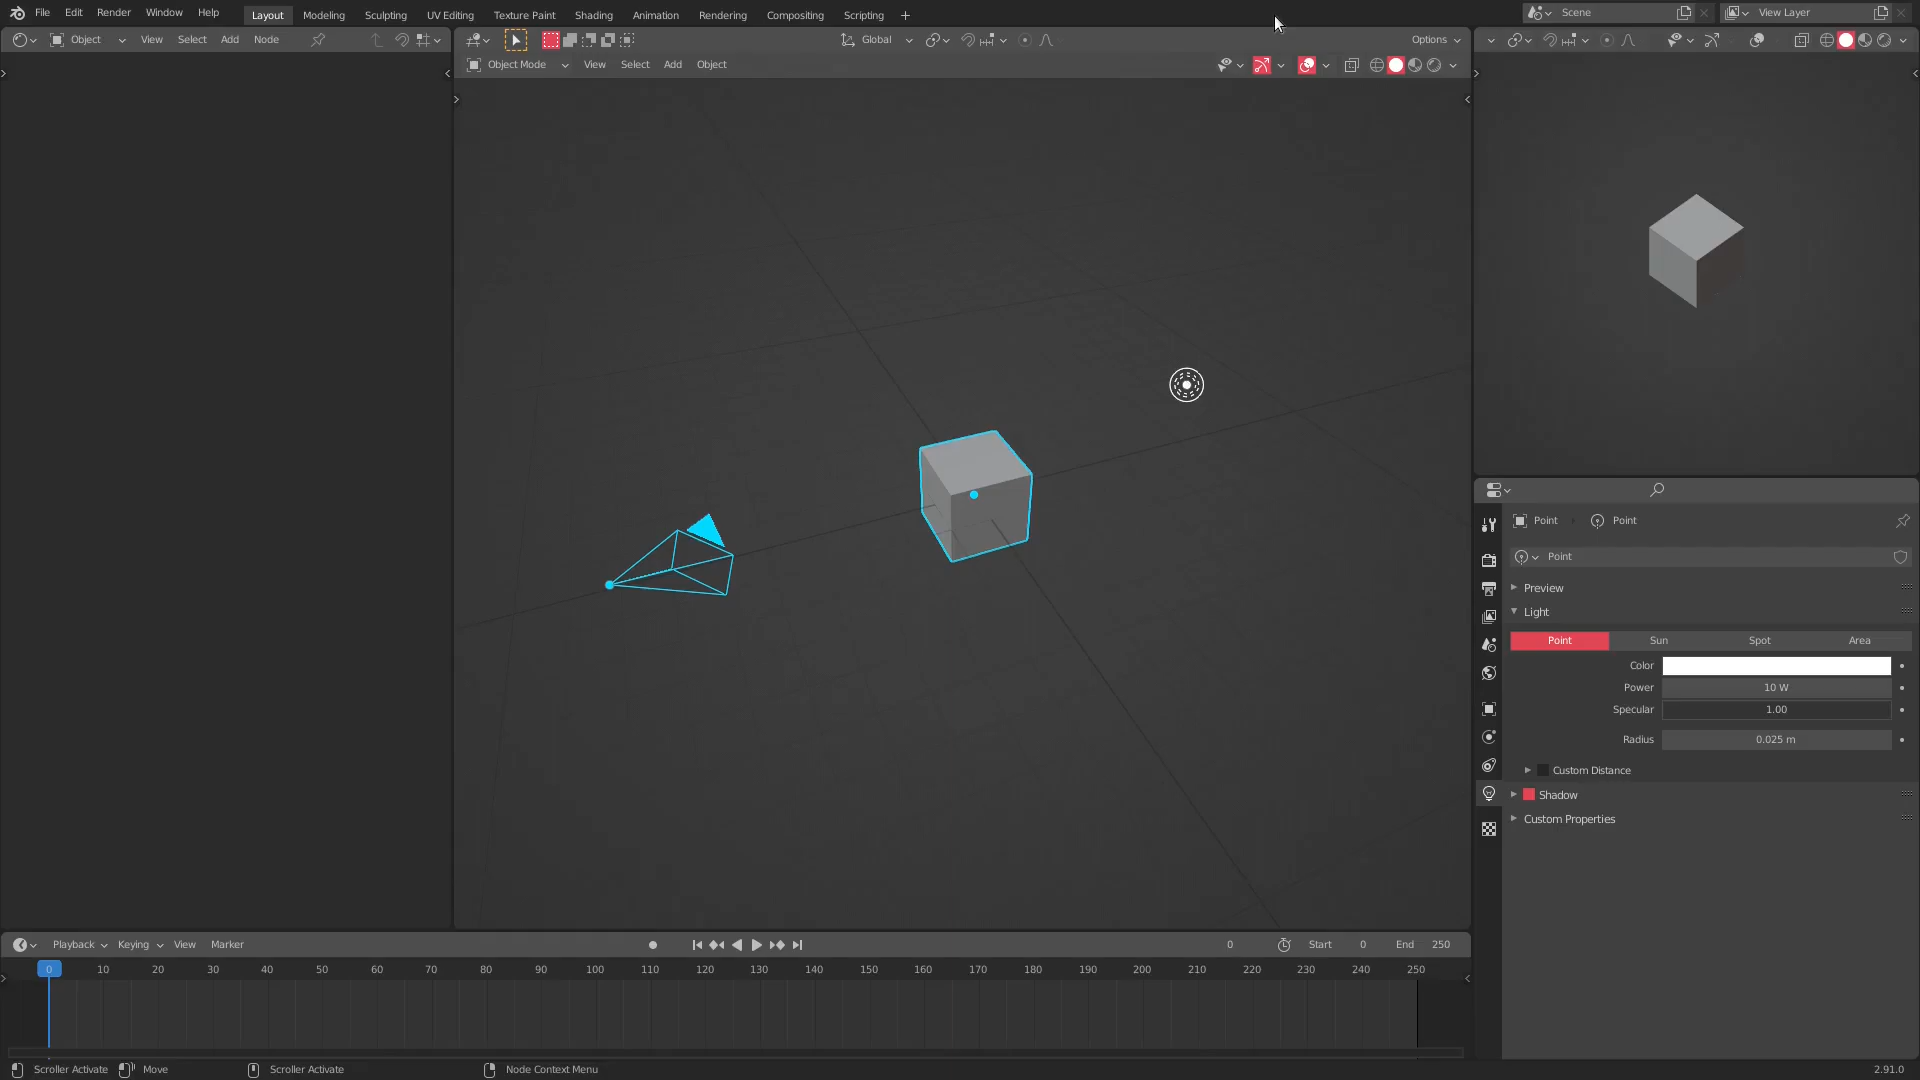 File Edit Render Window Help Layout Modeling Sculpting UV Editing Texture Paint Shading Animation Rendering Compositing Scripting + Scene View Layer
Object View Select Add Node Global Options
Object Mode View Select Add Object
Point Point
Point
Preview
Light
Point Sun Spot Area
Color
Power 10 W
Specular 1.00
Radius 0.025 m
Custom Distance
Shadow
Custom Properties
Playback Keying View Marker 0 Start 0 End 250
0 10 20 30 40 50 60 70 80 90 100 110 120 130 140 150 160 170 180 190 200 210 220 230 240 250
Scroller Activate Move Scroller Activate Node Context Menu 2.91.0